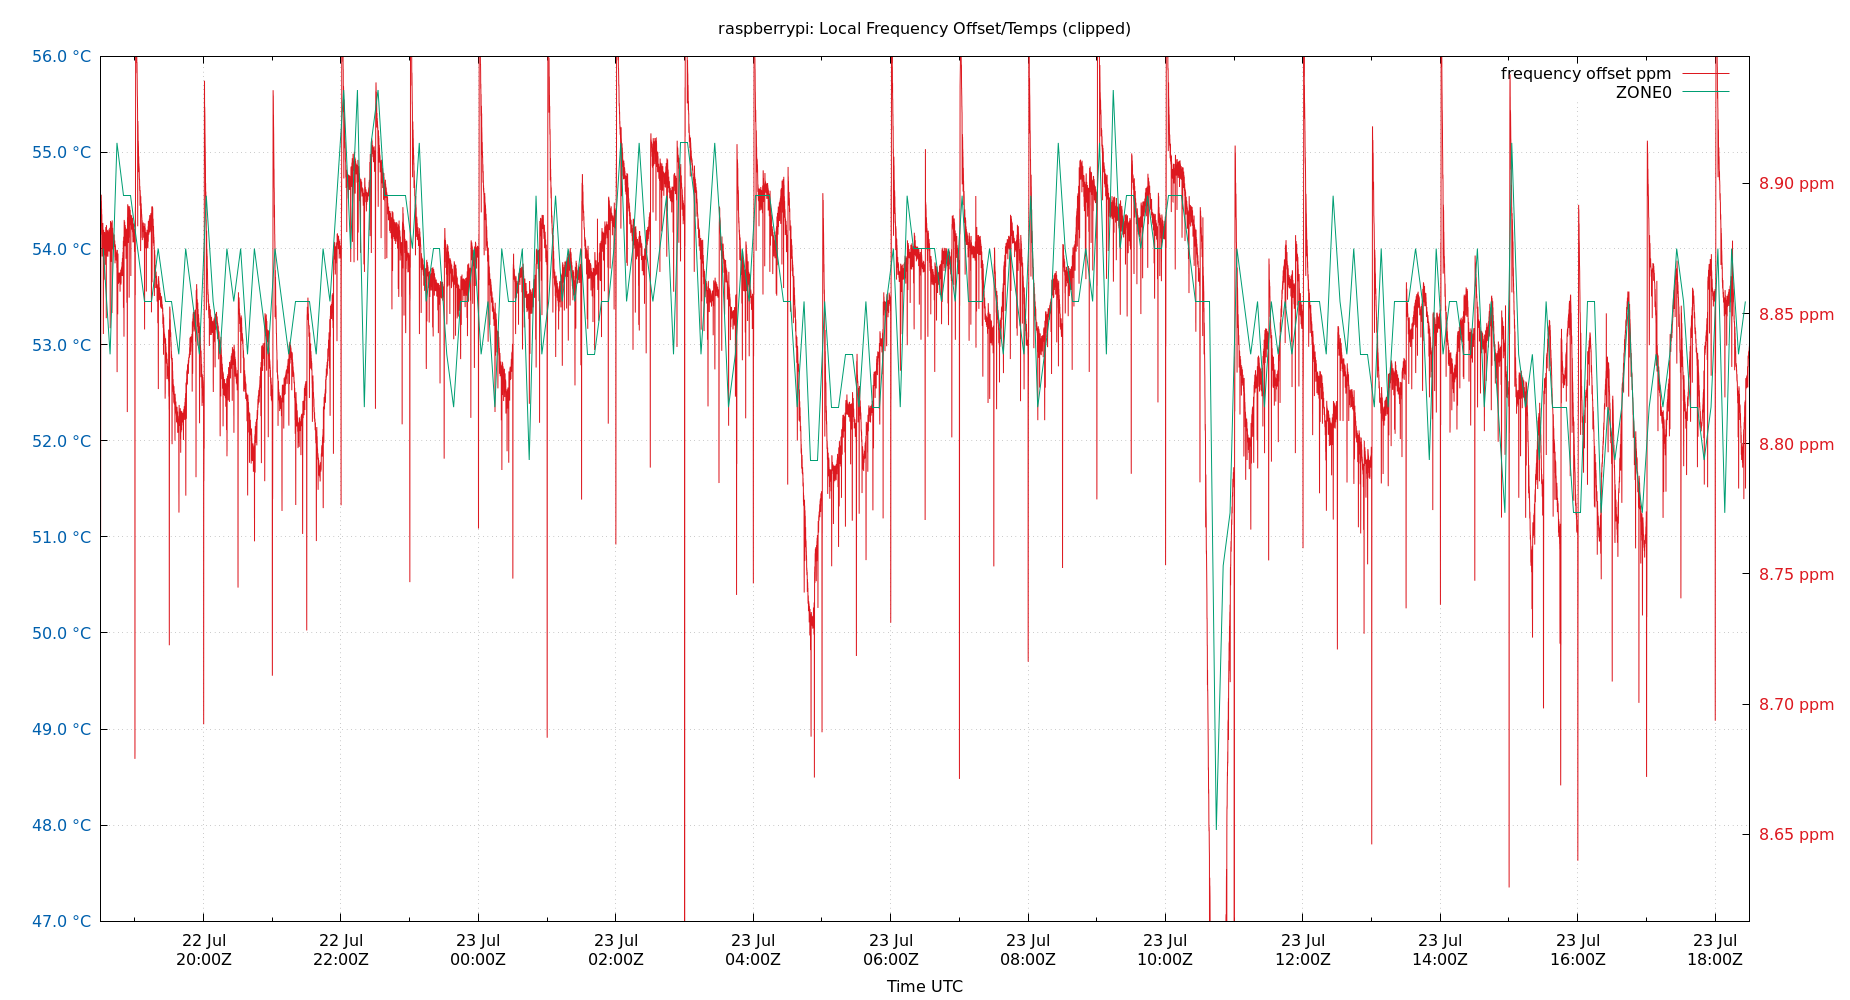 raspberrypi: Local Frequency Offset/Temps (clipped)
frequency offset ppm
ZONE0
56.0 °C
55.0 °C
54.0 °C
53.0 °C
52.0 °C
51.0 °C
50.0 °C
49.0 °C
48.0 °C
47.0 °C
8.90 ppm
8.85 ppm
8.80 ppm
8.75 ppm
8.70 ppm
8.65 ppm
22 Jul 22 Jul 23 Jul 23 Jul 23 Jul 23 Jul 23 Jul 23 Jul 23 Jul 23 Jul 23 Jul 23 Jul
20:00Z 22:00Z 00:00Z 02:00Z 04:00Z 06:00Z 08:00Z 10:00Z 12:00Z 14:00Z 16:00Z 18:00Z
Time UTC